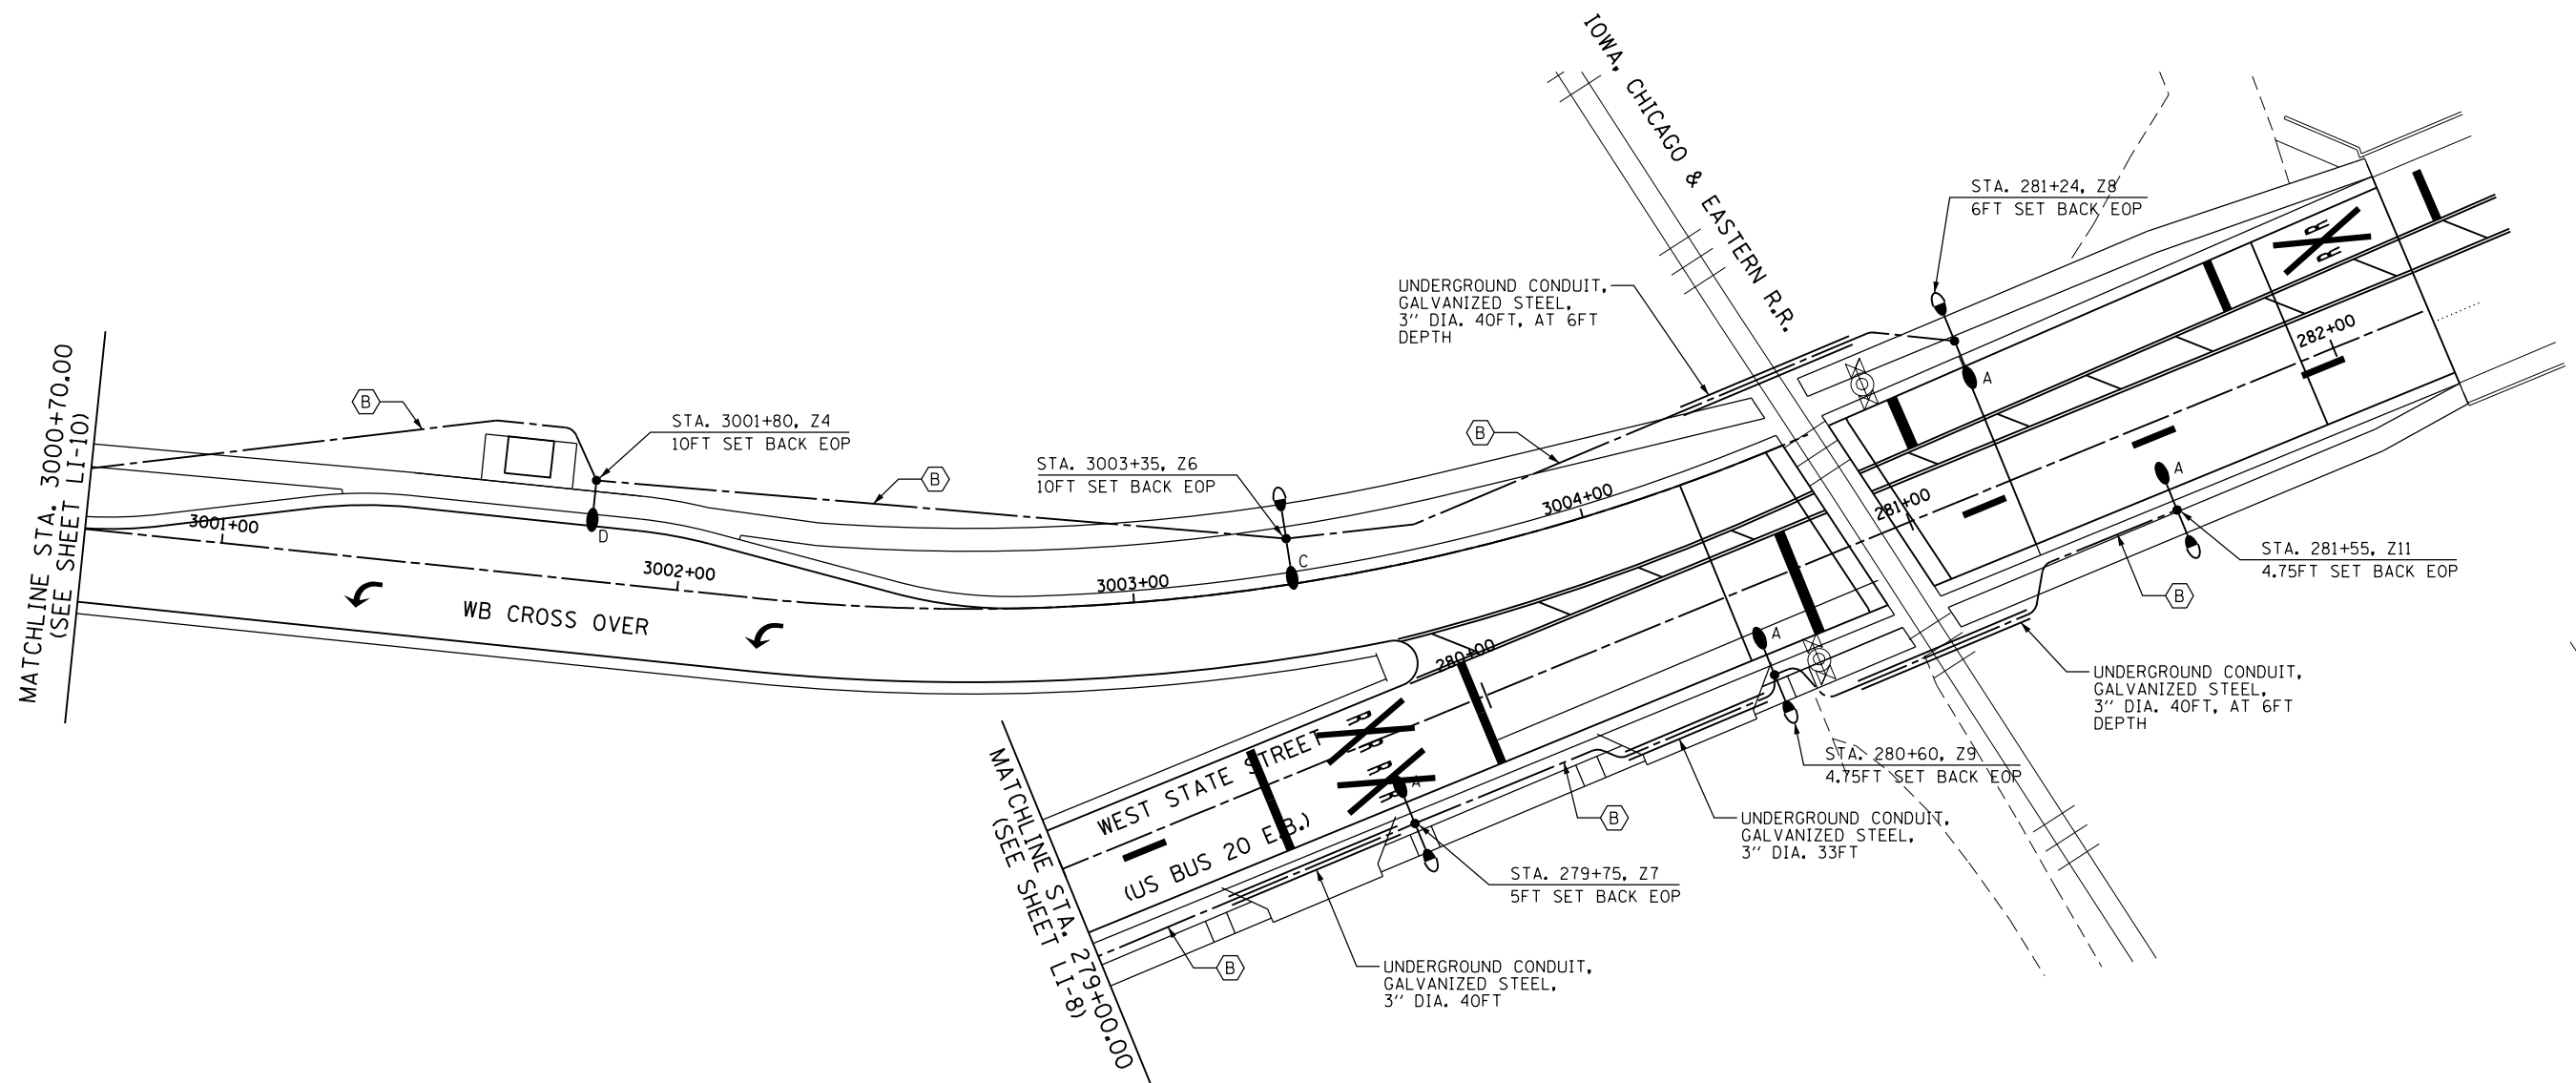 IOWA, CHICAGO & EASTERN R.R.
STA. 281+24, Z8
6FT SET BACK EOP
R
R
A
282+00
UNDERGROUND CONDUIT,
GALVANIZED STEEL,
3" DIA. 40FT, AT 6FT
DEPTH
MATCHLINE STA. 3000+70.00
(SEE SHEET LI-10)
B
STA. 3001+80, Z4
10FT SET BACK EOP
B
STA. 3003+35, Z6
10FT SET BACK EOP
B
3001+00
D
3002+00
WB CROSS OVER
3003+00
C
3004+00
281+00
A
STA. 281+55, Z11
4.75FT SET BACK EOP
B
280+00
A
UNDERGROUND CONDUIT,
GALVANIZED STEEL,
3" DIA. 40FT, AT 6FT
DEPTH
STA. 280+60, Z9
4.75FT SET BACK EOP
MATCHLINE STA. 279+00.00
(SEE SHEET LI-8)
WEST STATE STREET
(US BUS 20 E.B.)
R
R
R
R
A
B
UNDERGROUND CONDUIT,
GALVANIZED STEEL,
3" DIA. 33FT
STA. 279+75, Z7
5FT SET BACK EOP
B
UNDERGROUND CONDUIT,
GALVANIZED STEEL,
3" DIA. 40FT